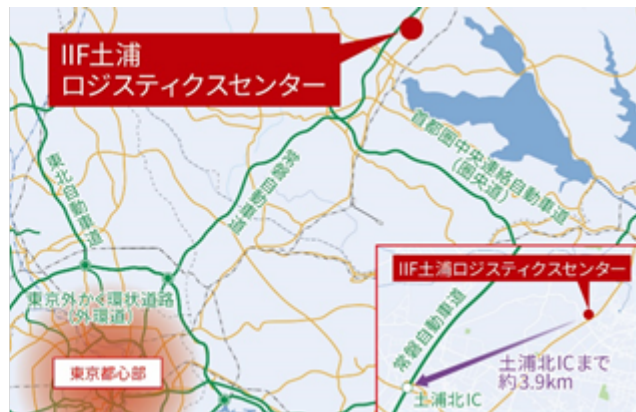 IIF土浦
ロジスティクスセンター
東北自動車道
常磐自動車道
首都圏中央連絡自動車道
(圏央道)
東京外かく環状道路
(外環道)
東京都心部
IIF土浦ロジスティクスセンター
常磐自動車道
土浦北ICまで
約3.9km
土浦北IC